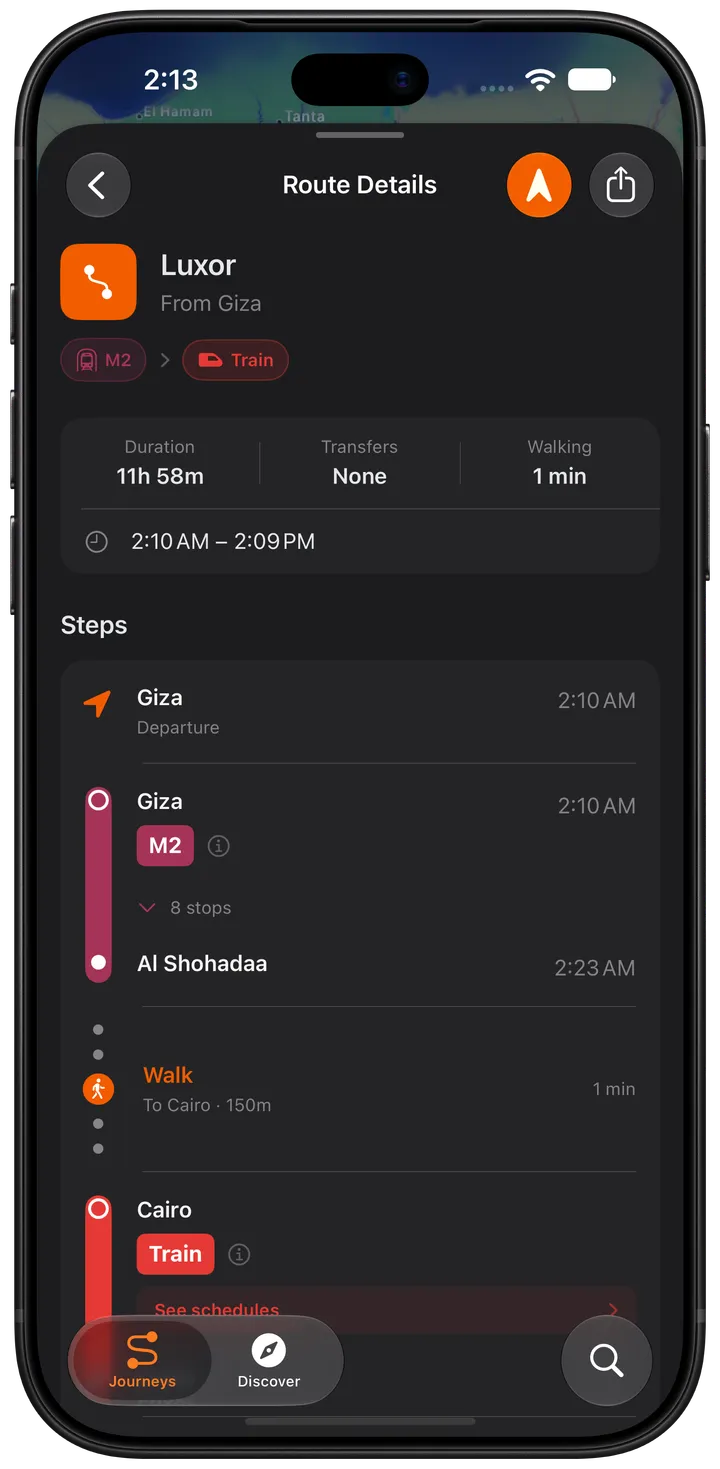 2:13
El Hamam
Tanta
Route Details
Luxor
From Giza
M2 Train
Duration Transfers Walking
11h 58m None 1 min
2:10 AM – 2:09 PM
Steps
Giza 2:10 AM
Departure
Giza 2:10 AM
M2
8 stops
Al Shohadaa 2:23 AM
Walk
To Cairo · 150m 1 min
Cairo
Train
See schedules
Journeys Discover